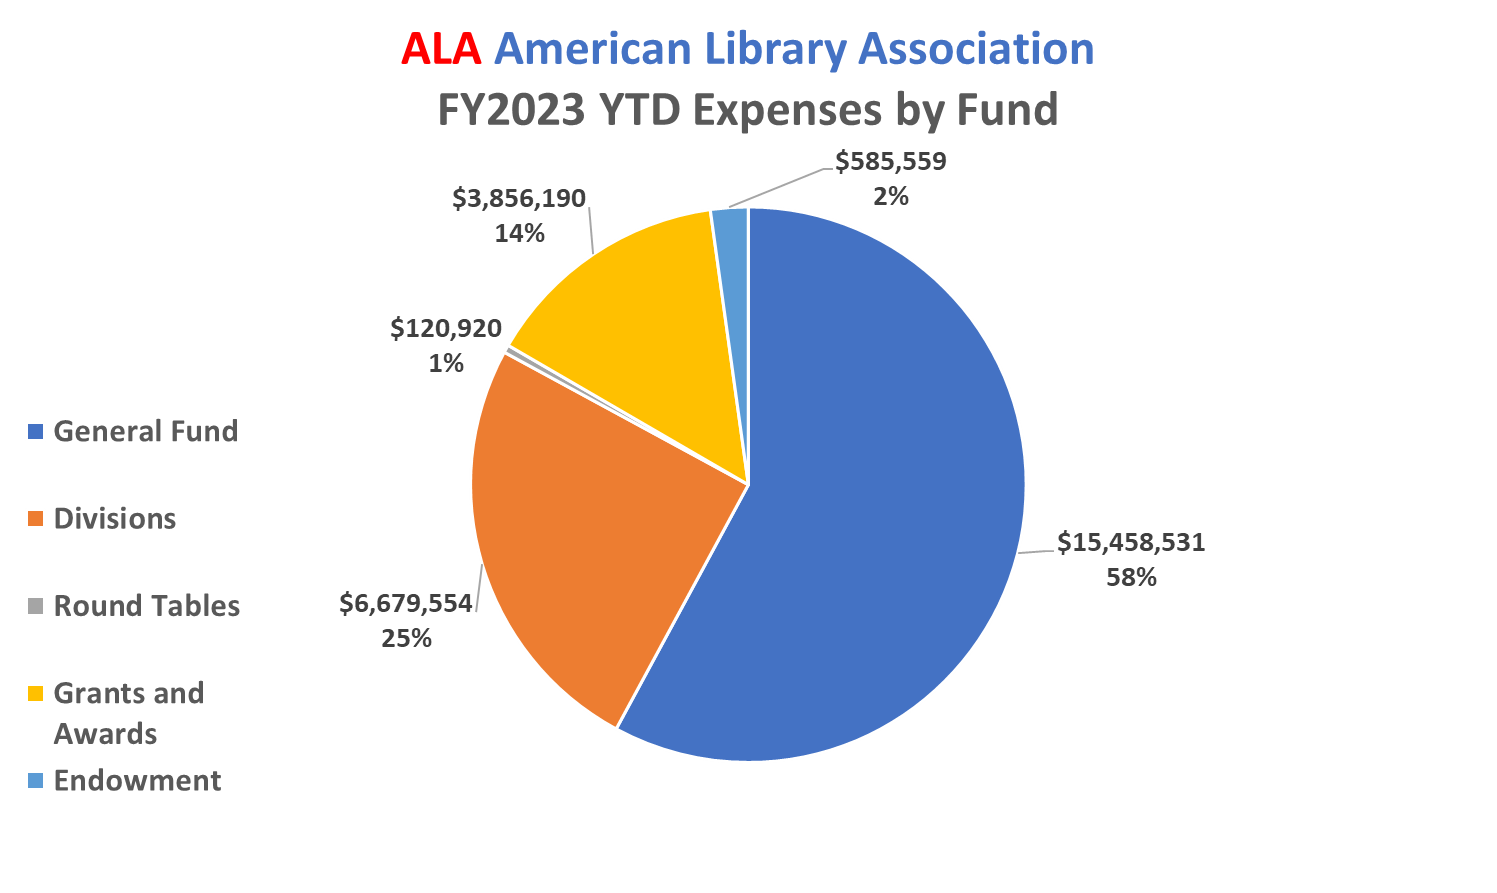 ALA American Library Association
FY2023 YTD Expenses by Fund
$585,559
2%
$3,856,190
14%
$120,920
1%
General Fund
Divisions
Round Tables
Grants and
Awards
Endowment
$6,679,554
25%
$15,458,531
58%